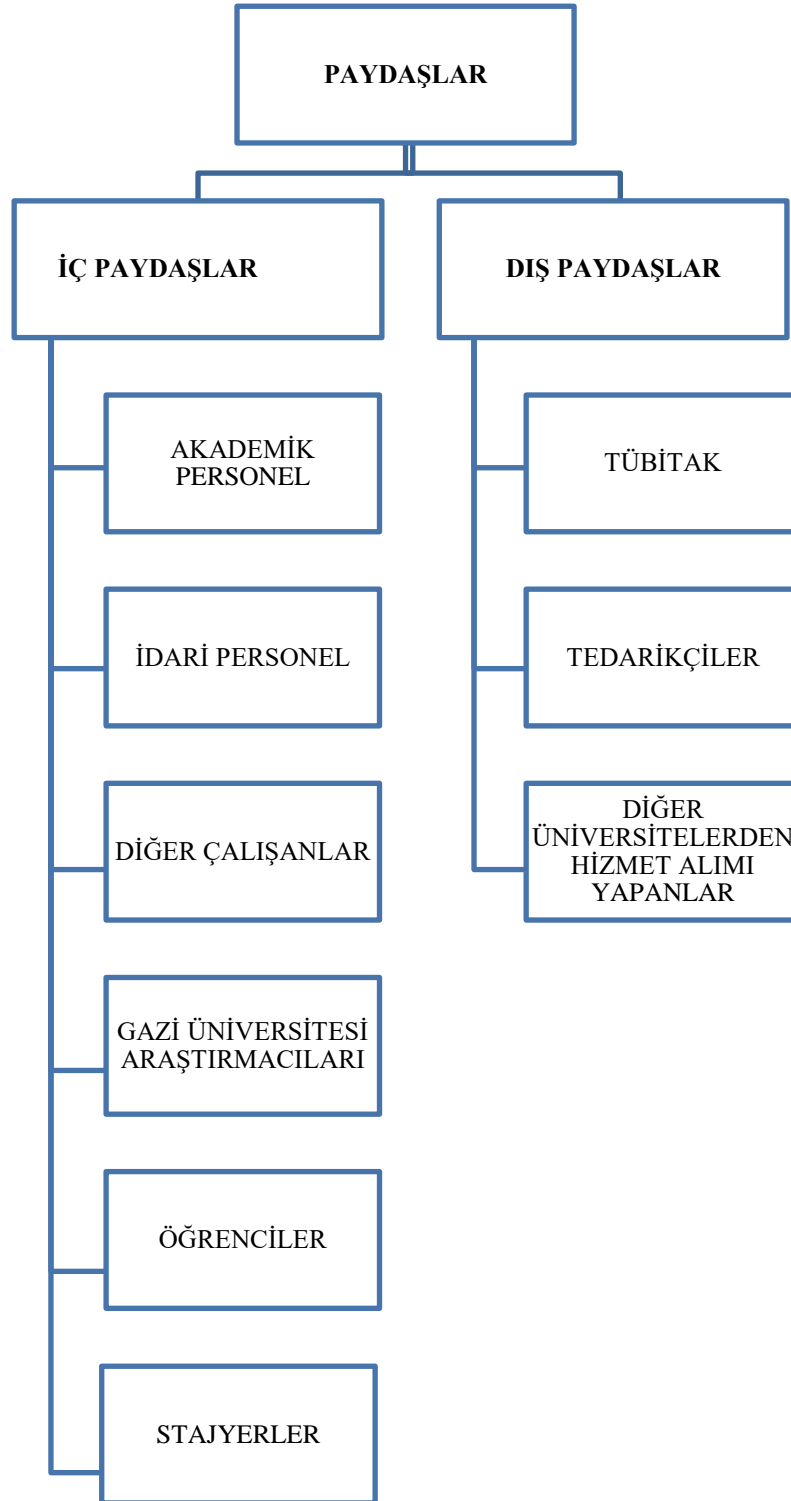 PAYDAŞLAR
İÇ PAYDAŞLAR
AKADEMİK
PERSONEL
İDARİ PERSONEL
DİĞER ÇALIŞANLAR
GAZİ ÜNİVERSİTESİ
ARAŞTIRMACILARI
ÖĞRENCİLER
STAJYERLER
DIŞ PAYDAŞLAR
TÜBİTAK
TEDARİKÇİLER
DİĞER
ÜNİVERSİTELERDEN
HİZMET ALIMI
YAPANLAR